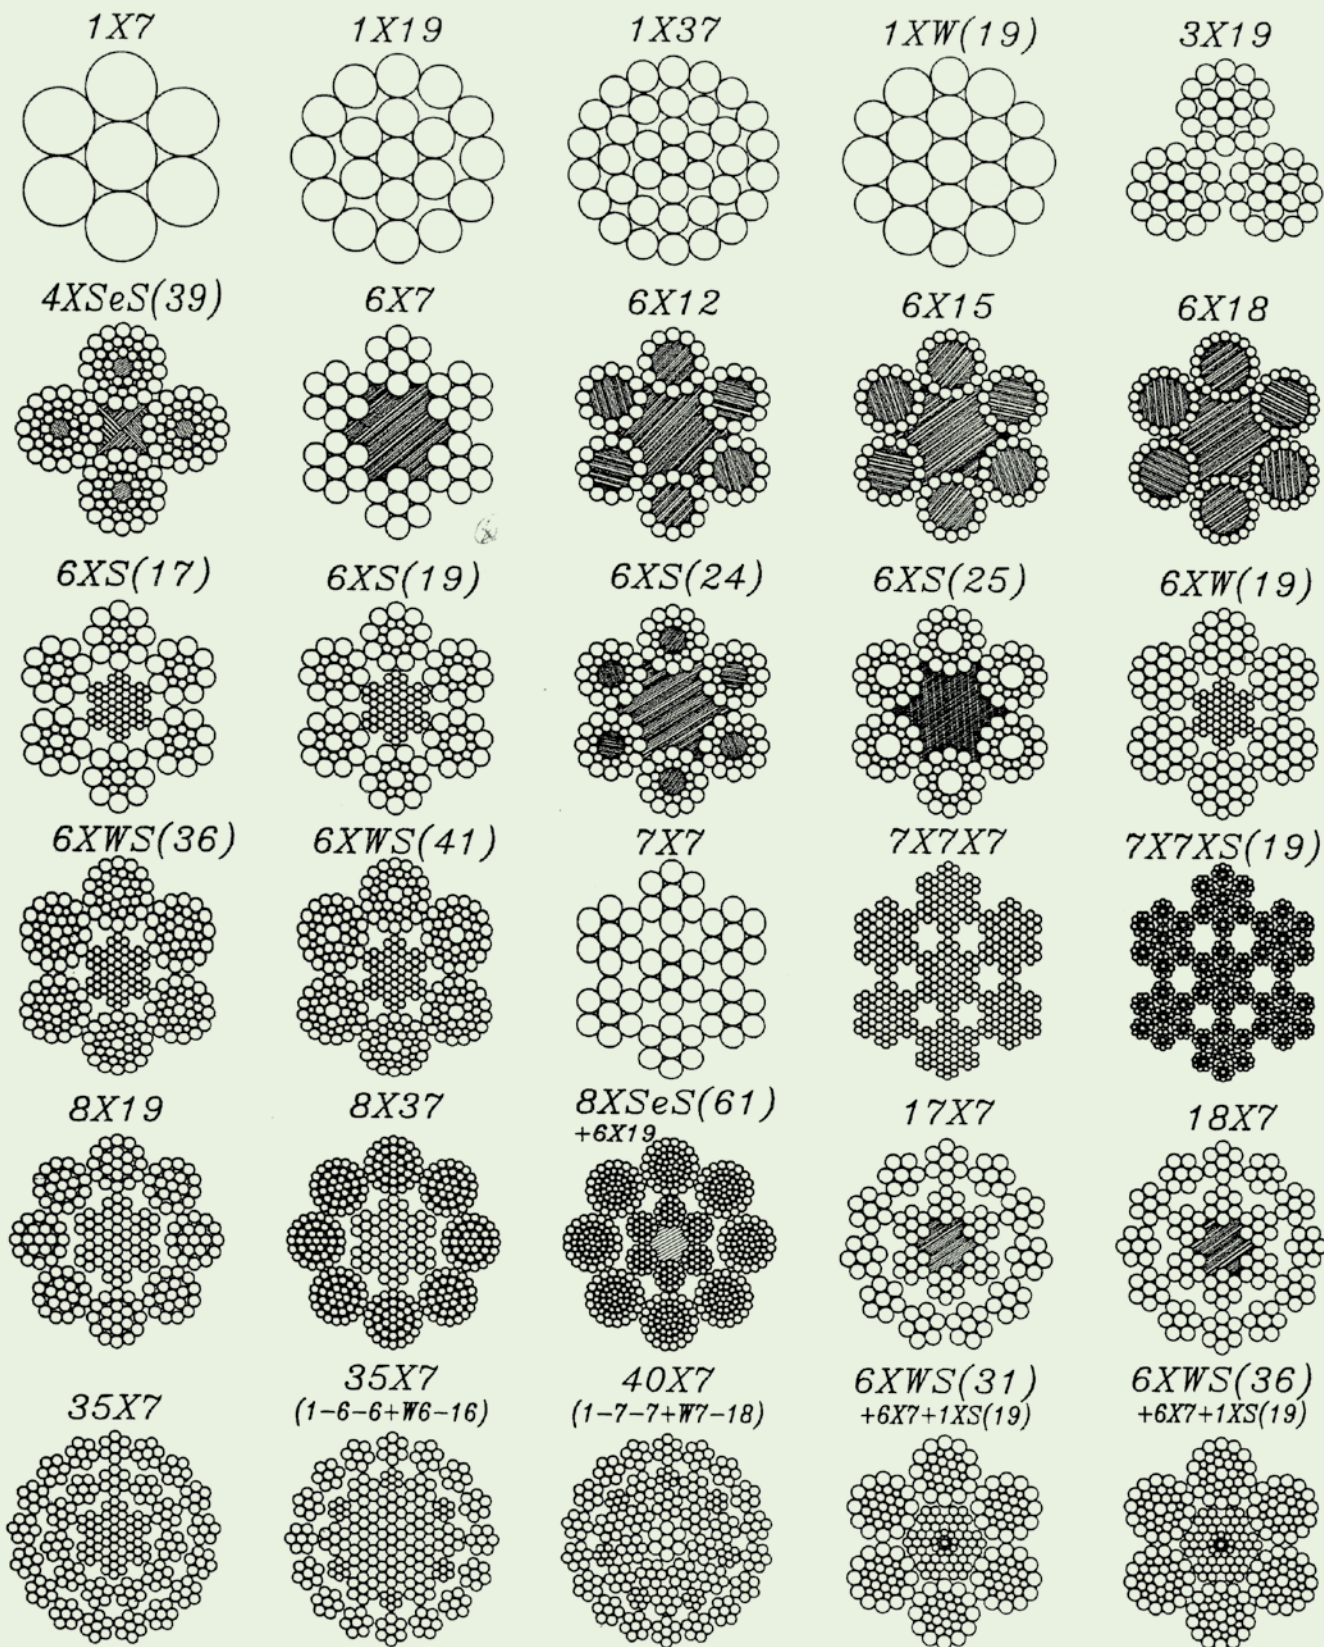 1X7
1X19
1X37
1XW(19)
3X19
4XSeS(39)
6X7
6X12
6X15
6X18
6XS(17)
6XS(19)
6XS(24)
6XS(25)
6XW(19)
6XWS(36)
6XWS(41)
7X7
7X7X7
7X7XS(19)
8X19
8X37
8XSeS(61)
+6X19
17X7
18X7
35X7
35X7
(1-6-6+W6-16)
40X7
(1-7-7+W7-18)
6XWS(31)
+6X7+1XS(19)
6XWS(36)
+6X7+1XS(19)